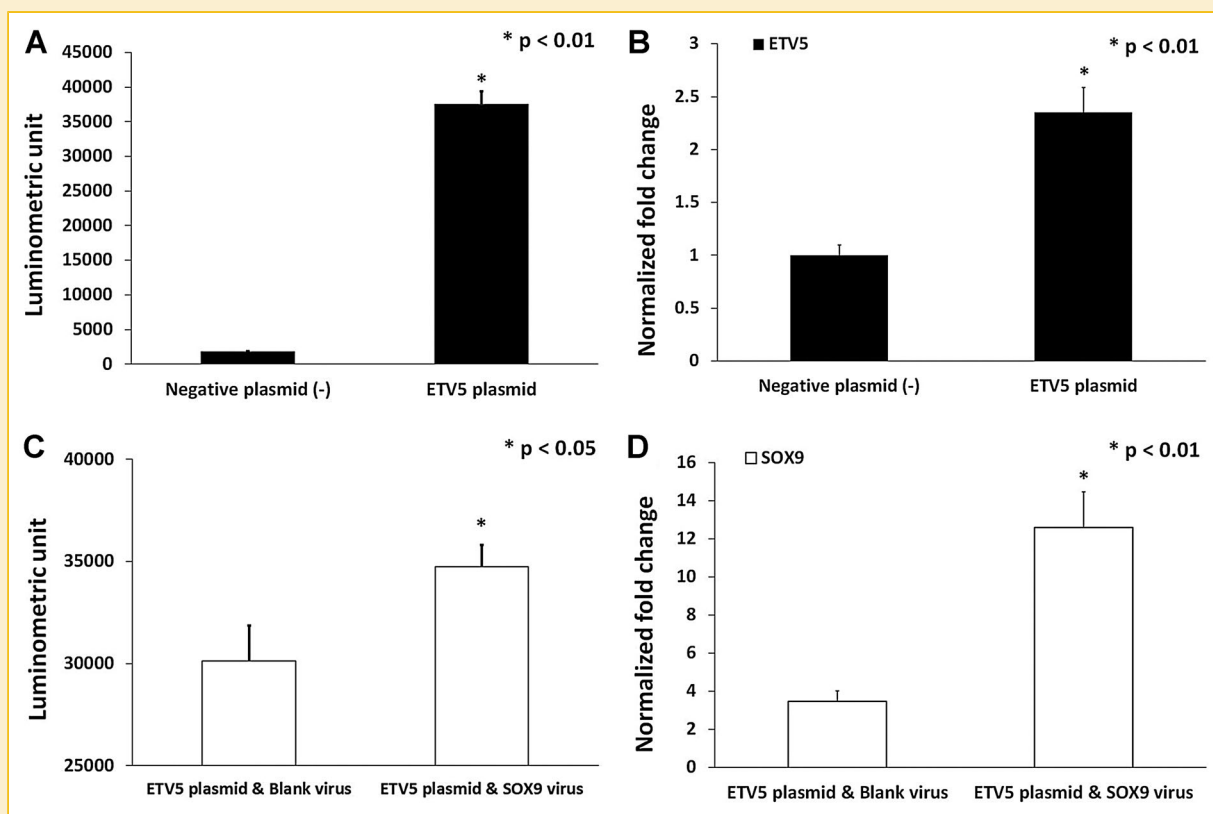 A
* p < 0.01
45000
40000
35000
30000
25000
20000
15000
10000
5000
0
Luminometric unit
*
Negative plasmid (-)
ETV5 plasmid
B
ETV5
* p < 0.01
3
2.5
2
1.5
1
0.5
0
Normalized fold change
*
Negative plasmid (-)
ETV5 plasmid
C
* p < 0.05
40000
35000
30000
25000
Luminometric unit
*
ETV5 plasmid & Blank virus
ETV5 plasmid & SOX9 virus
D
SOX9
* p < 0.01
16
14
12
10
8
6
4
2
0
Normalized fold change
*
ETV5 plasmid & Blank virus
ETV5 plasmid & SOX9 virus